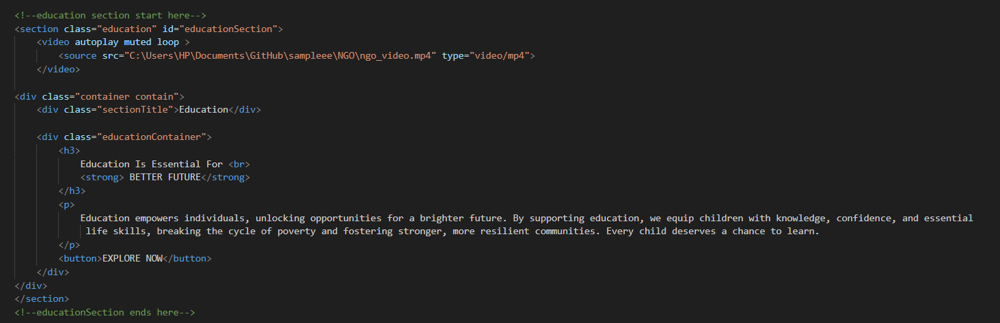 <!--education section start here-->
<section class="education" id="educationSection">
    <video autoplay muted loop >
        <source src="C:\Users\HP\Documents\GitHub\sampleee\NGO\ngo_video.mp4" type="video/mp4">
    </video>

<div class="container contain">
    <div class="sectionTitle">Education</div>

    <div class="educationContainer">
        <h3>
            Education Is Essential For <br>
            <strong> BETTER FUTURE</strong>
        </h3>
        <p>
            Education empowers individuals, unlocking opportunities for a brighter future. By supporting education, we equip children with knowledge, confidence, and essential
             life skills, breaking the cycle of poverty and fostering stronger, more resilient communities. Every child deserves a chance to learn.
        </p>
        <button>EXPLORE NOW</button>
    </div>
</div>
</section>
<!--educationSection ends here-->